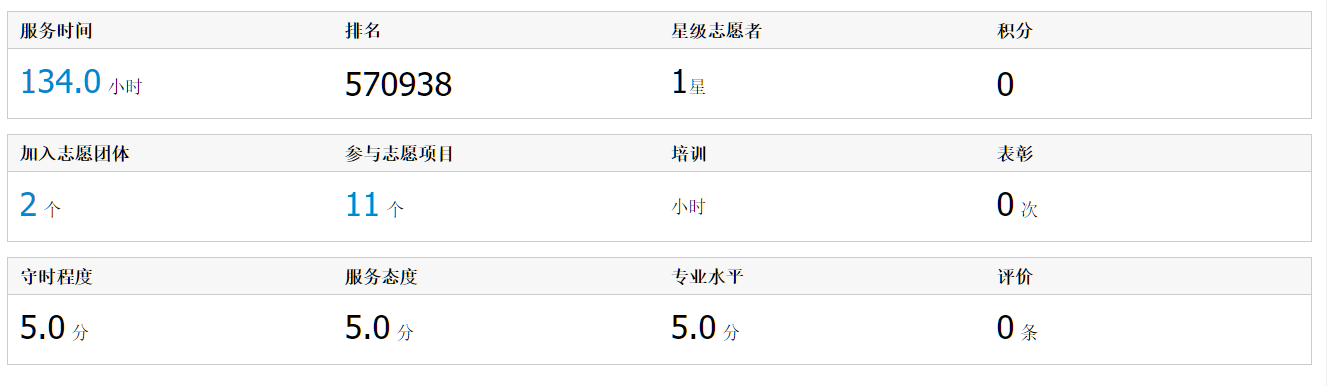 服务时间 排名 星级志愿者 积分
134.0 小时 570938 1星 0
加入志愿团体 参与志愿项目 培训 表彰
2 个 11 个 小时 0 次
守时程度 服务态度 专业水平 评价
5.0 分 5.0 分 5.0 分 0 条